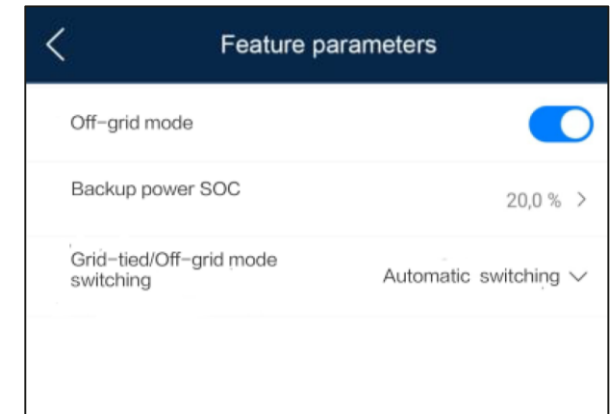 Feature parameters
Off-grid mode
Backup power SOC
20,0 %
Grid-tied/Off-grid mode
switching
Automatic switching